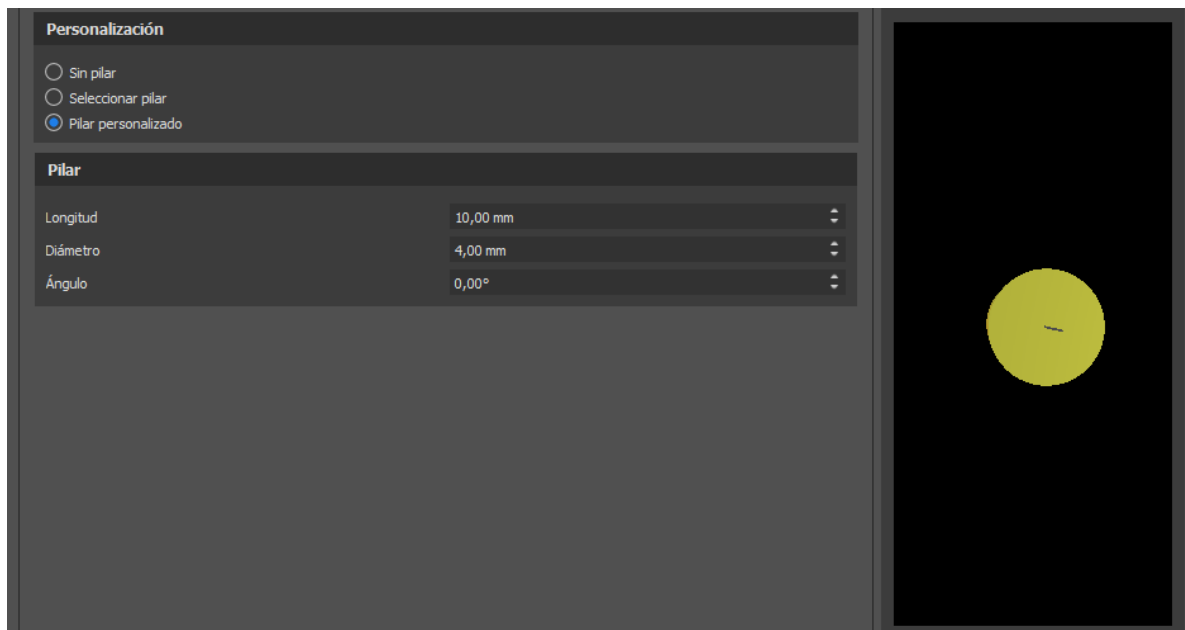 Personalización
Sin pilar
Seleccionar pilar
Pilar personalizado
Pilar
Longitud 10,00 mm
Diámetro 4,00 mm
Ángulo 0,00°